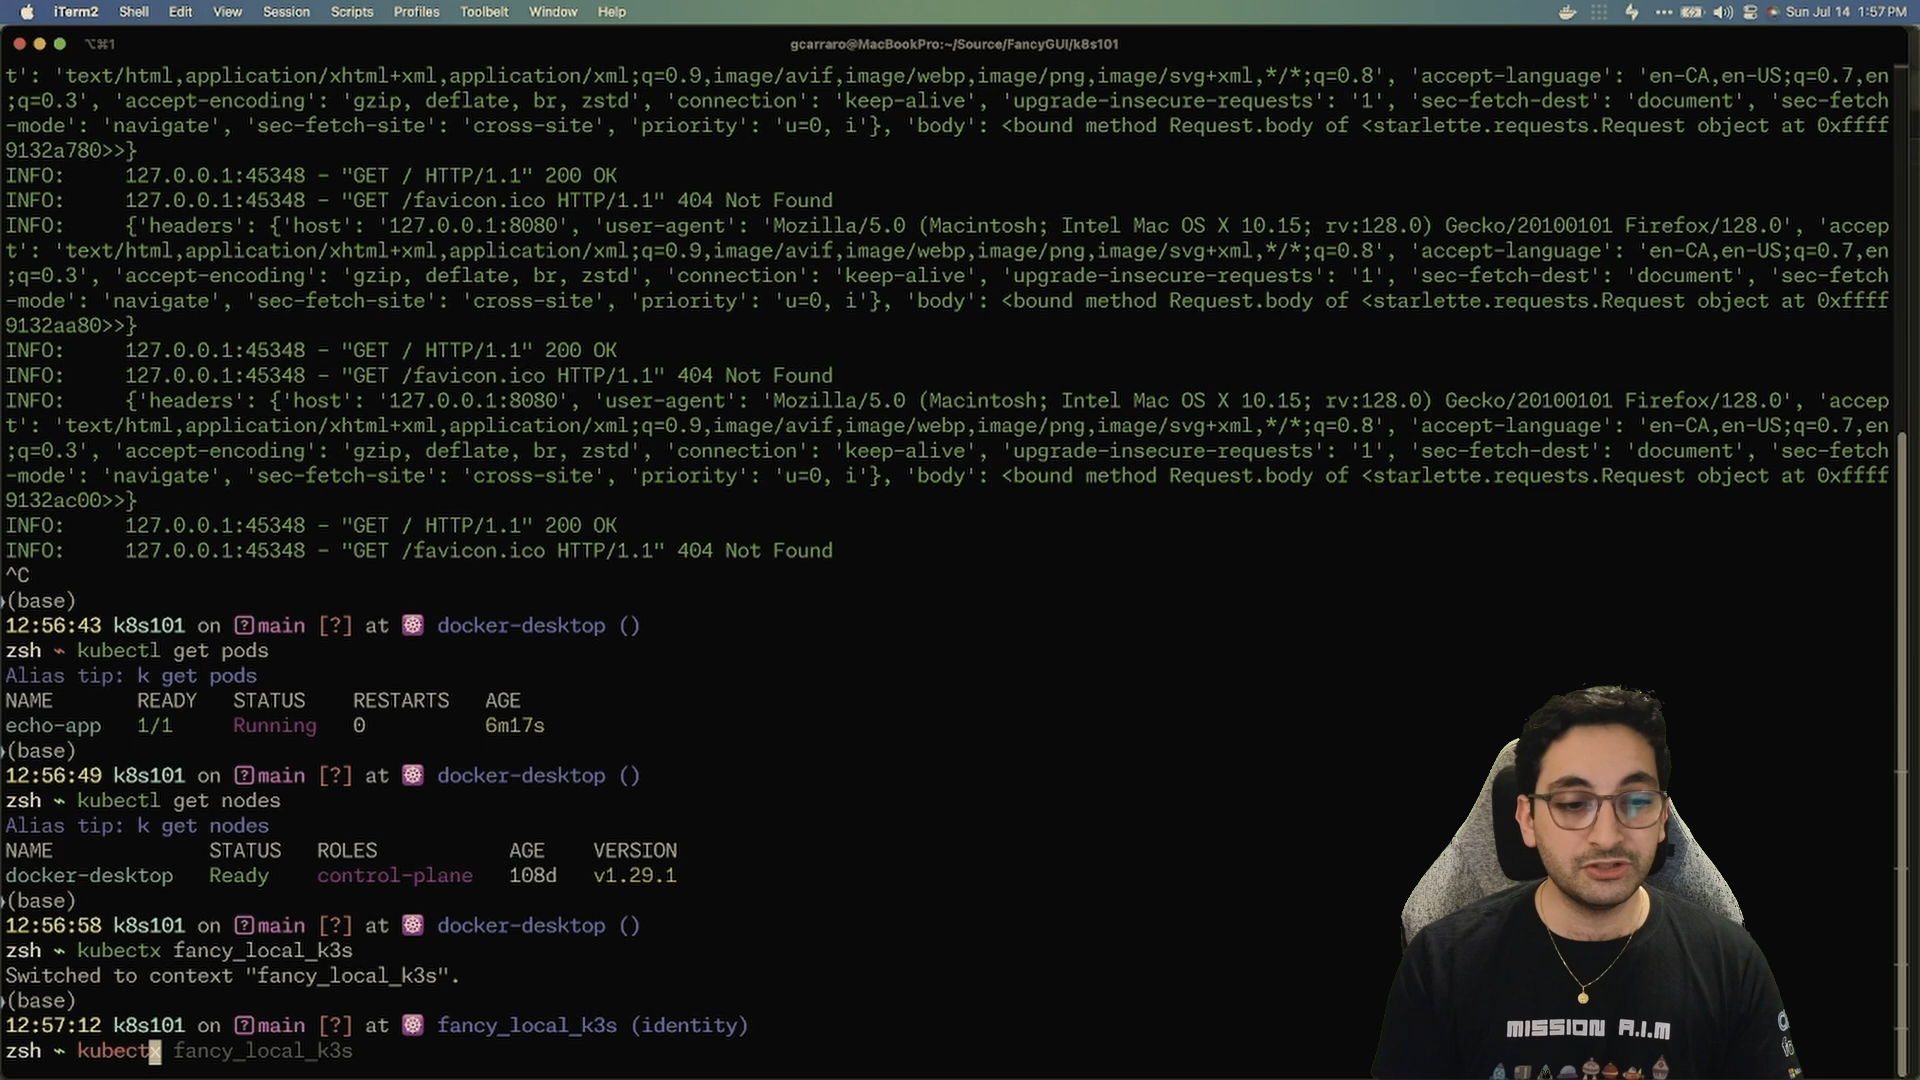 iTerm2 Shell Edit View Session Scripts Profiles Toolbelt Window Help Sun Jul 14 1:57 PM
⌥⌘1 gcarraro@MacBookPro:~/Source/FancyGUI/k8s101
t': 'text/html,application/xhtml+xml,application/xml;q=0.9,image/avif,image/webp,image/png,image/svg+xml,*/*;q=0.8', 'accept-language': 'en-CA,en-US;q=0.7,en
;q=0.3', 'accept-encoding': 'gzip, deflate, br, zstd', 'connection': 'keep-alive', 'upgrade-insecure-requests': '1', 'sec-fetch-dest': 'document', 'sec-fetch
-mode': 'navigate', 'sec-fetch-site': 'cross-site', 'priority': 'u=0, i'}, 'body': <bound method Request.body of <starlette.requests.Request object at 0xffff
9132a780>>}
INFO:     127.0.0.1:45348 - "GET / HTTP/1.1" 200 OK
INFO:     127.0.0.1:45348 - "GET /favicon.ico HTTP/1.1" 404 Not Found
INFO:     {'headers': {'host': '127.0.0.1:8080', 'user-agent': 'Mozilla/5.0 (Macintosh; Intel Mac OS X 10.15; rv:128.0) Gecko/20100101 Firefox/128.0', 'accep
t': 'text/html,application/xhtml+xml,application/xml;q=0.9,image/avif,image/webp,image/png,image/svg+xml,*/*;q=0.8', 'accept-language': 'en-CA,en-US;q=0.7,en
;q=0.3', 'accept-encoding': 'gzip, deflate, br, zstd', 'connection': 'keep-alive', 'upgrade-insecure-requests': '1', 'sec-fetch-dest': 'document', 'sec-fetch
-mode': 'navigate', 'sec-fetch-site': 'cross-site', 'priority': 'u=0, i'}, 'body': <bound method Request.body of <starlette.requests.Request object at 0xffff
9132aa80>>}
INFO:     127.0.0.1:45348 - "GET / HTTP/1.1" 200 OK
INFO:     127.0.0.1:45348 - "GET /favicon.ico HTTP/1.1" 404 Not Found
INFO:     {'headers': {'host': '127.0.0.1:8080', 'user-agent': 'Mozilla/5.0 (Macintosh; Intel Mac OS X 10.15; rv:128.0) Gecko/20100101 Firefox/128.0', 'accep
t': 'text/html,application/xhtml+xml,application/xml;q=0.9,image/avif,image/webp,image/png,image/svg+xml,*/*;q=0.8', 'accept-language': 'en-CA,en-US;q=0.7,en
;q=0.3', 'accept-encoding': 'gzip, deflate, br, zstd', 'connection': 'keep-alive', 'upgrade-insecure-requests': '1', 'sec-fetch-dest': 'document', 'sec-fetch
-mode': 'navigate', 'sec-fetch-site': 'cross-site', 'priority': 'u=0, i'}, 'body': <bound method Request.body of <starlette.requests.Request object at 0xffff
9132ac00>>}
INFO:     127.0.0.1:45348 - "GET / HTTP/1.1" 200 OK
INFO:     127.0.0.1:45348 - "GET /favicon.ico HTTP/1.1" 404 Not Found
^C
(base)
12:56:43 k8s101 on main [?] at docker-desktop ()
zsh kubectl get pods
Alias tip: k get pods
NAME       READY   STATUS    RESTARTS   AGE
echo-app   1/1     Running   0          6m17s
(base)
12:56:49 k8s101 on main [?] at docker-desktop ()
zsh kubectl get nodes
Alias tip: k get nodes
NAME             STATUS   ROLES           AGE    VERSION
docker-desktop   Ready    control-plane   108d   v1.29.1
(base)
12:56:58 k8s101 on main [?] at docker-desktop ()
zsh kubectx fancy_local_k3s
Switched to context "fancy_local_k3s".
(base)
12:57:12 k8s101 on main [?] at fancy_local_k3s (identity)
zsh kubectx fancy_local_k3s
MISSION A.I.M